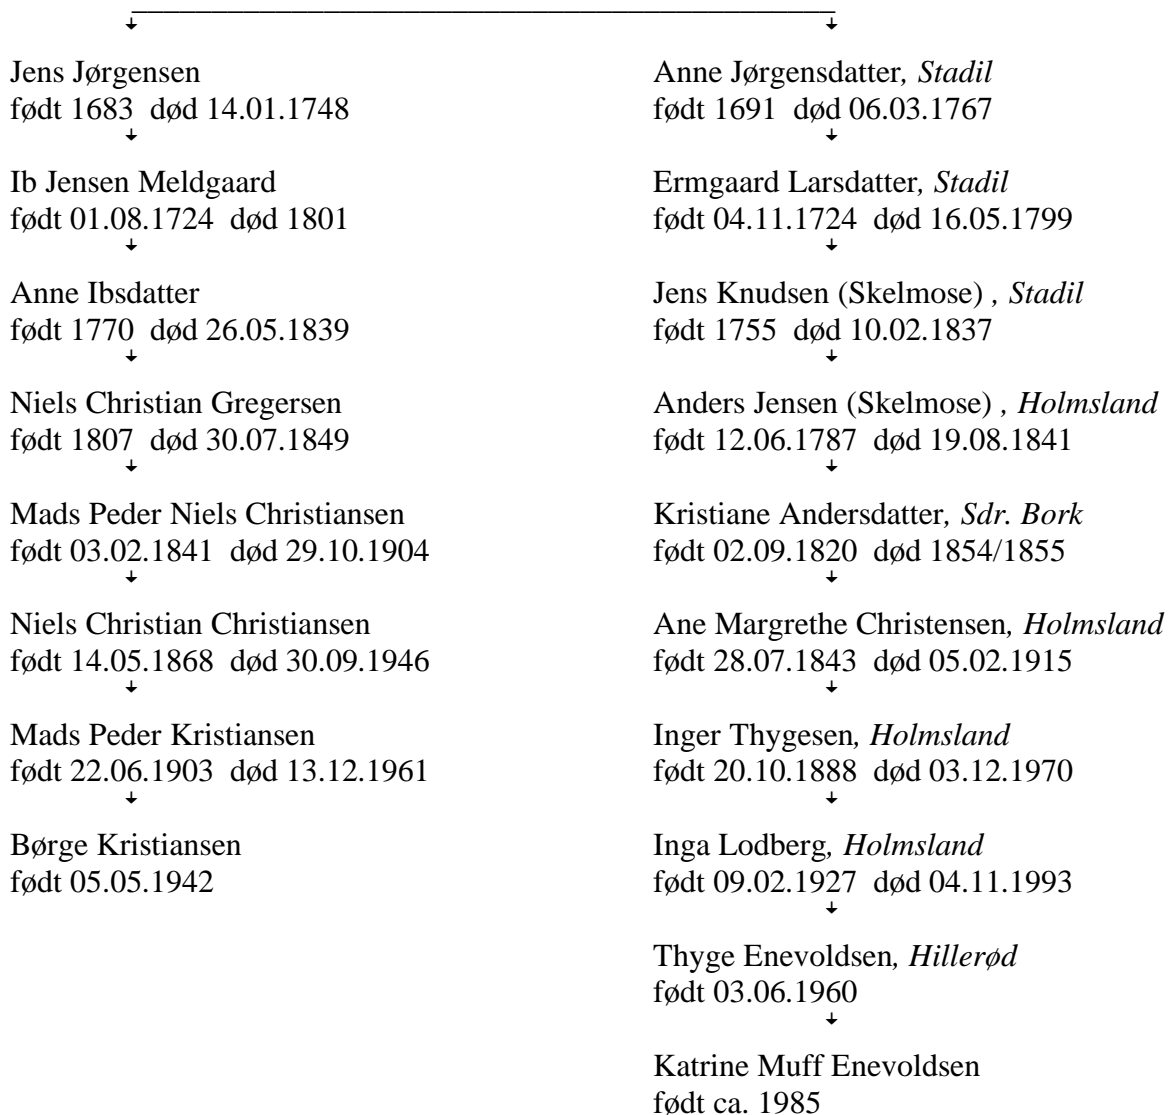 Jens Jørgensen
født 1683 død 14.01.1748
Ib Jensen Meldgaard
født 01.08.1724 død 1801
Anne Ibsdatter
født 1770 død 26.05.1839
Niels Christian Gregersen
født 1807 død 30.07.1849
Mads Peder Niels Christiansen
født 03.02.1841 død 29.10.1904
Niels Christian Christiansen
født 14.05.1868 død 30.09.1946
Mads Peder Kristiansen
født 22.06.1903 død 13.12.1961
Børge Kristiansen
født 05.05.1942
Anne Jørgensdatter, Stadil
født 1691 død 06.03.1767
Ermgaard Larsdatter, Stadil
født 04.11.1724 død 16.05.1799
Jens Knudsen (Skelmose) , Stadil
født 1755 død 10.02.1837
Anders Jensen (Skelmose) , Holmsland
født 12.06.1787 død 19.08.1841
Kristiane Andersdatter, Sdr. Bork
født 02.09.1820 død 1854/1855
Ane Margrethe Christensen, Holmsland
født 28.07.1843 død 05.02.1915
Inger Thygesen, Holmsland
født 20.10.1888 død 03.12.1970
Inga Lodberg, Holmsland
født 09.02.1927 død 04.11.1993
Thyge Enevoldsen, Hillerød
født 03.06.1960
Katrine Muff Enevoldsen
født ca. 1985